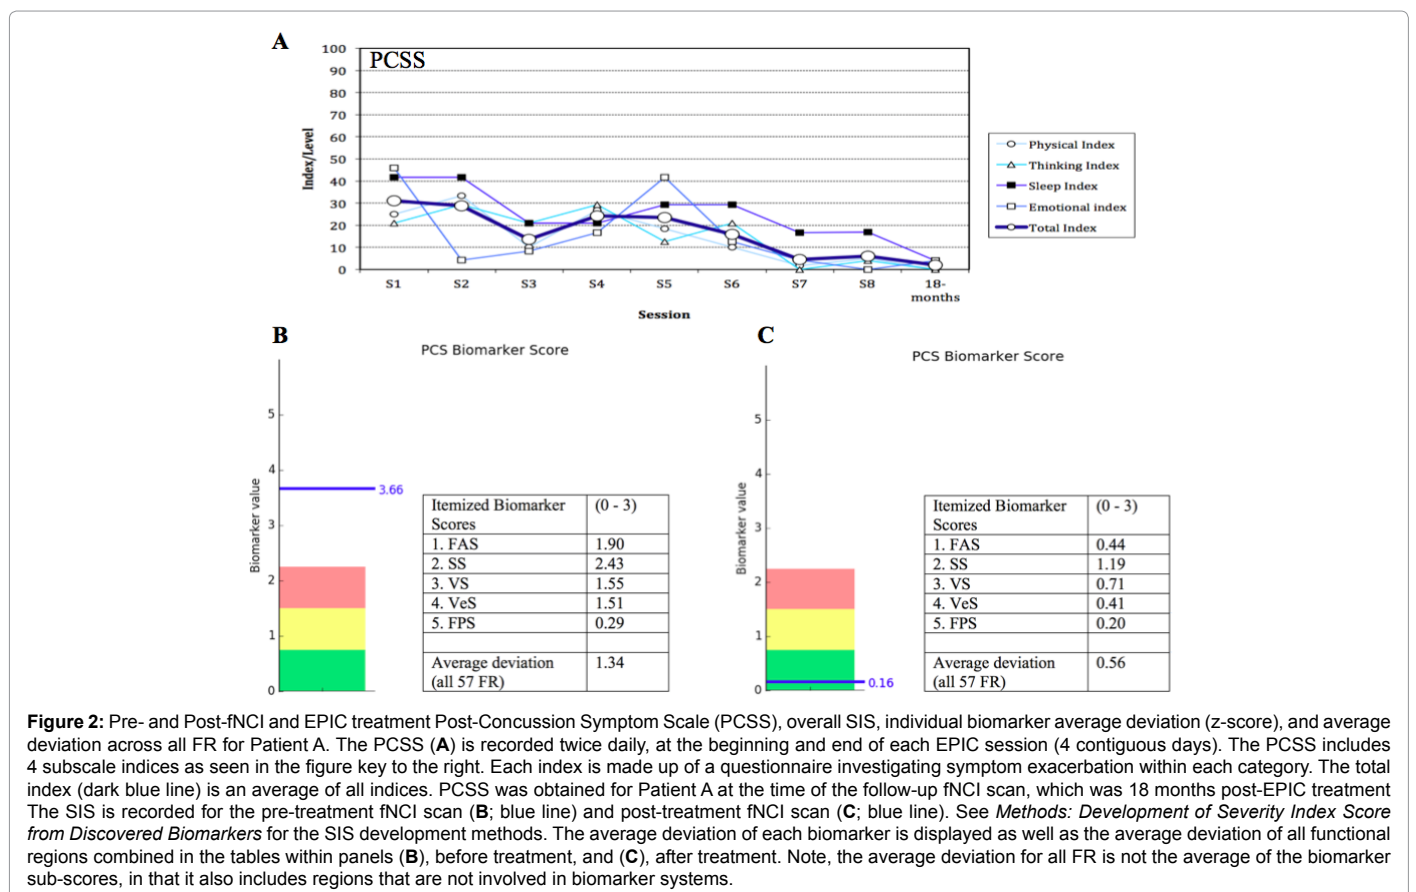 A
PCSS
100
90
80
70
60
50
40
30
20
10
0
Index/Level
S1 S2 S3 S4 S5 S6 S7 S8 18-
months
Session
Physical Index
Thinking Index
Sleep Index
Emotional index
Total Index
B
PCS Biomarker Score
5
4
3
2
1
0
Biomarker value
3.66
Itemized Biomarker (0 - 3)
Scores
1. FAS 1.90
2. SS 2.43
3. VS 1.55
4. VeS 1.51
5. FPS 0.29
Average deviation 1.34
(all 57 FR)
C
PCS Biomarker Score
5
4
3
2
1
0
Biomarker value
0.16
Itemized Biomarker (0 - 3)
Scores
1. FAS 0.44
2. SS 1.19
3. VS 0.71
4. VeS 0.41
5. FPS 0.20
Average deviation 0.56
(all 57 FR)
Figure 2: Pre- and Post-fNCI and EPIC treatment Post-Concussion Symptom Scale (PCSS), overall SIS, individual biomarker average deviation (z-score), and average
deviation across all FR for Patient A. The PCSS (A) is recorded twice daily, at the beginning and end of each EPIC session (4 contiguous days). The PCSS includes
4 subscale indices as seen in the figure key to the right. Each index is made up of a questionnaire investigating symptom exacerbation within each category. The total
index (dark blue line) is an average of all indices. PCSS was obtained for Patient A at the time of the follow-up fNCI scan, which was 18 months post-EPIC treatment
The SIS is recorded for the pre-treatment fNCI scan (B; blue line) and post-treatment fNCI scan (C; blue line). See Methods: Development of Severity Index Score
from Discovered Biomarkers for the SIS development methods. The average deviation of each biomarker is displayed as well as the average deviation of all functional
regions combined in the tables within panels (B), before treatment, and (C), after treatment. Note, the average deviation for all FR is not the average of the biomarker
sub-scores, in that it also includes regions that are not involved in biomarker systems.